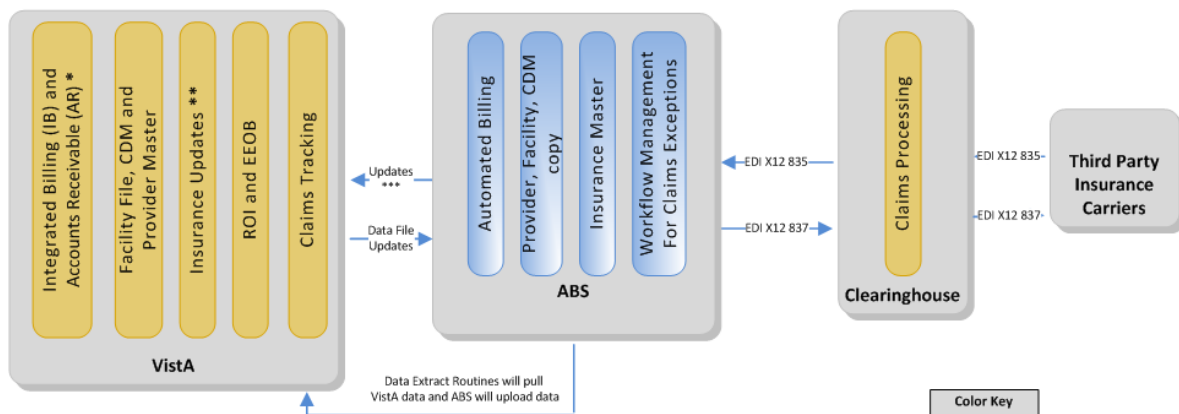 Integrated Billing (IB) and
Accounts Receivable (AR) *
Facility File, CDM and
Provider Master
Insurance Updates **
ROI and EEOB
Claims Tracking
VistA
Updates
***
Data File
Updates
Automated Billing
Provider, Facility, CDM
copy
Insurance Master
Workflow Management
For Claims Exceptions
ABS
EDI X12 835
EDI X12 837
Claims Processing
Clearinghouse
EDI X12 835
EDI X12 837
Third Party
Insurance
Carriers
Data Extract Routines will pull
VistA data and ABS will upload data
Color Key